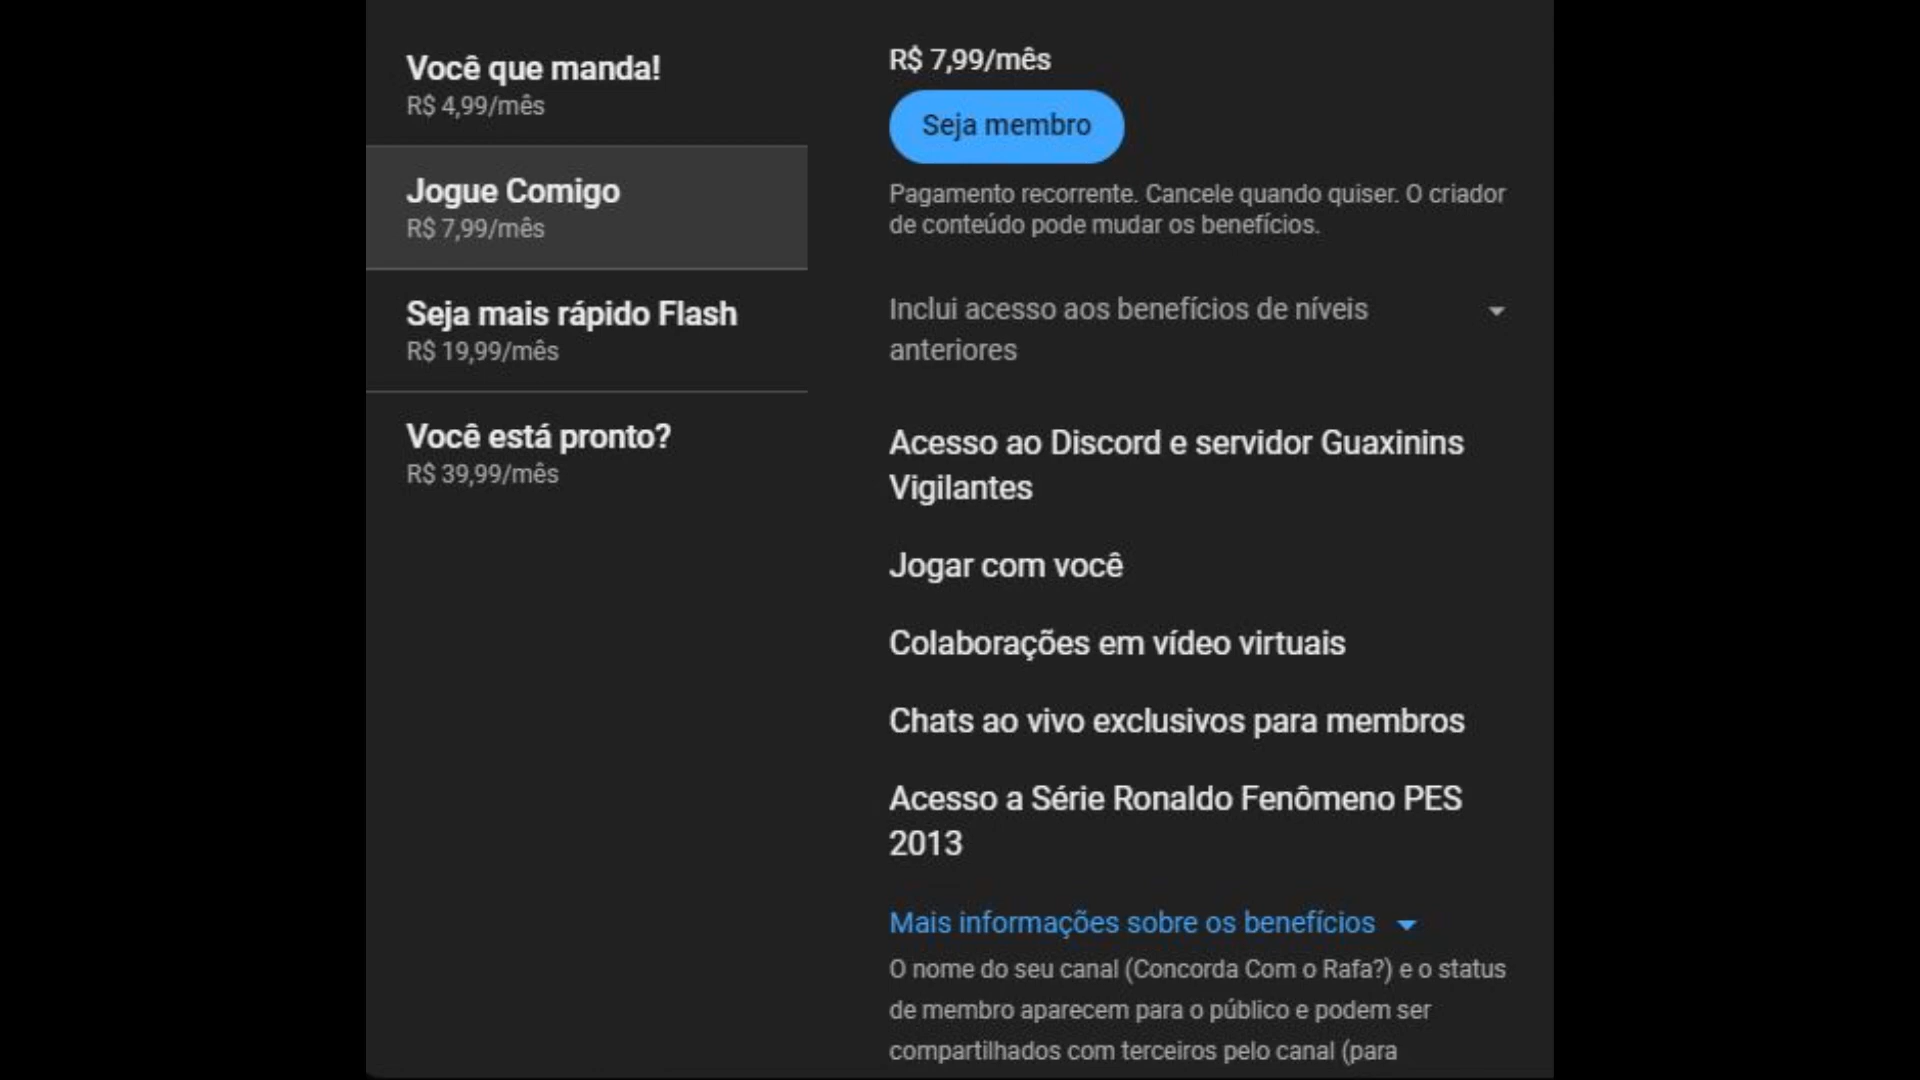 Você que manda!
R$ 4,99/mês
Jogue Comigo
R$ 7,99/mês
Seja mais rápido Flash
R$ 19,99/mês
Você está pronto?
R$ 39,99/mês
R$ 7,99/mês
Seja membro
Pagamento recorrente. Cancele quando quiser. O criador
de conteúdo pode mudar os benefícios.
Inclui acesso aos benefícios de níveis
anteriores
Acesso ao Discord e servidor Guaxinins
Vigilantes
Jogar com você
Colaborações em vídeo virtuais
Chats ao vivo exclusivos para membros
Acesso a Série Ronaldo Fenômeno PES
2013
Mais informações sobre os benefícios
O nome do seu canal (Concorda Com o Rafa?) e o status
de membro aparecem para o público e podem ser
compartilhados com terceiros pelo canal (para